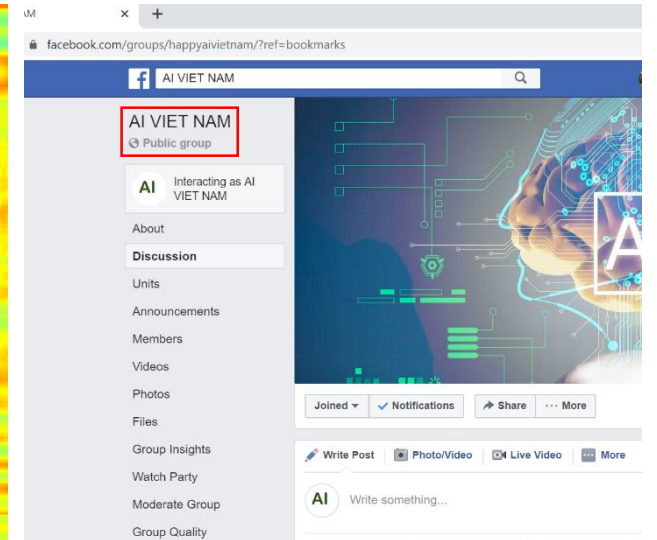 × +
facebook.com/groups/happyaivietnam/?ref=bookmarks
f AI VIET NAM
AI VIET NAM
Public group
AI Interacting as AI
VIET NAM
About
Discussion
Units
Announcements
Members
Videos
Photos
Files
Group Insights
Watch Party
Moderate Group
Group Quality
A
Joined Notifications Share ··· More
Write Post Photo/Video Live Video More
AI Write something...